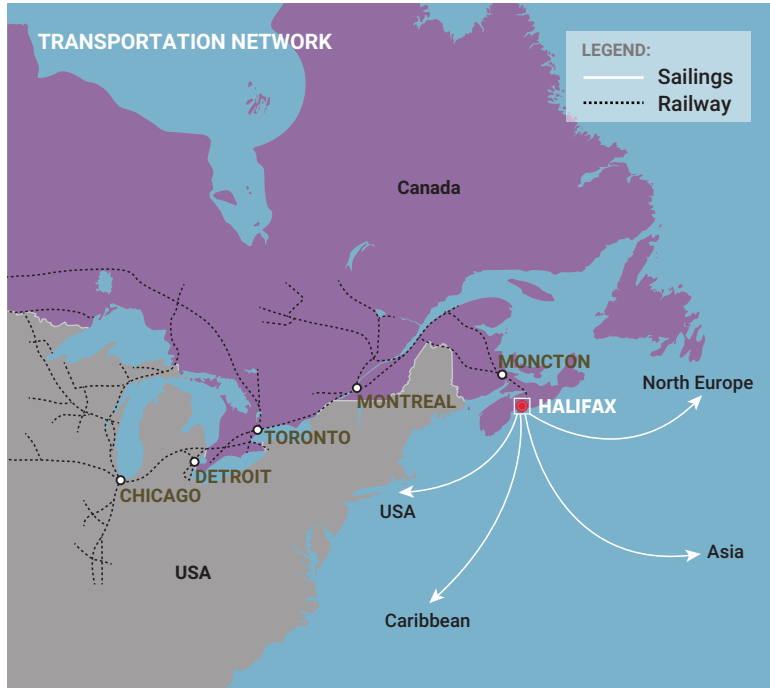 TRANSPORTATION NETWORK
LEGEND:
Sailings
Railway
Canada
MONCTON
North Europe
MONTREAL
HALIFAX
TORONTO
DETROIT
CHICAGO
USA
Asia
USA
Caribbean